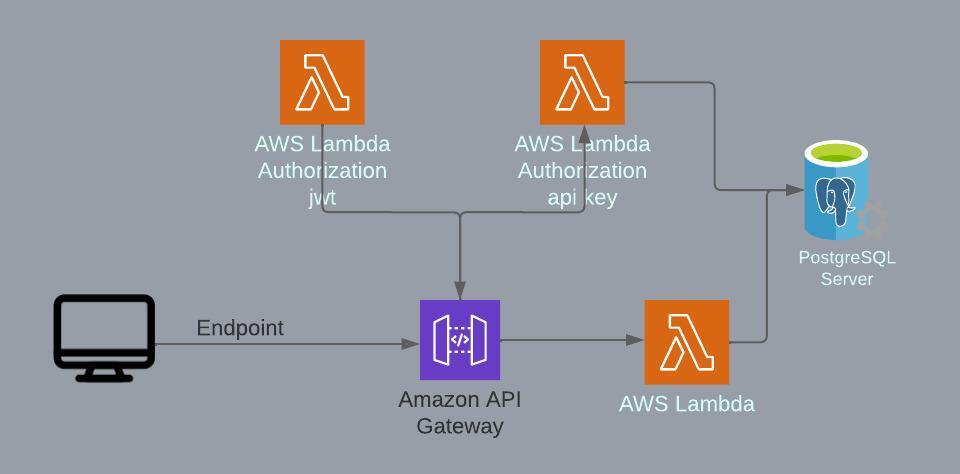 AWS Lambda
Authorization
jwt
AWS Lambda
Authorization
api key
PostgreSQL
Server
Endpoint
</>
Amazon API
Gateway
AWS Lambda